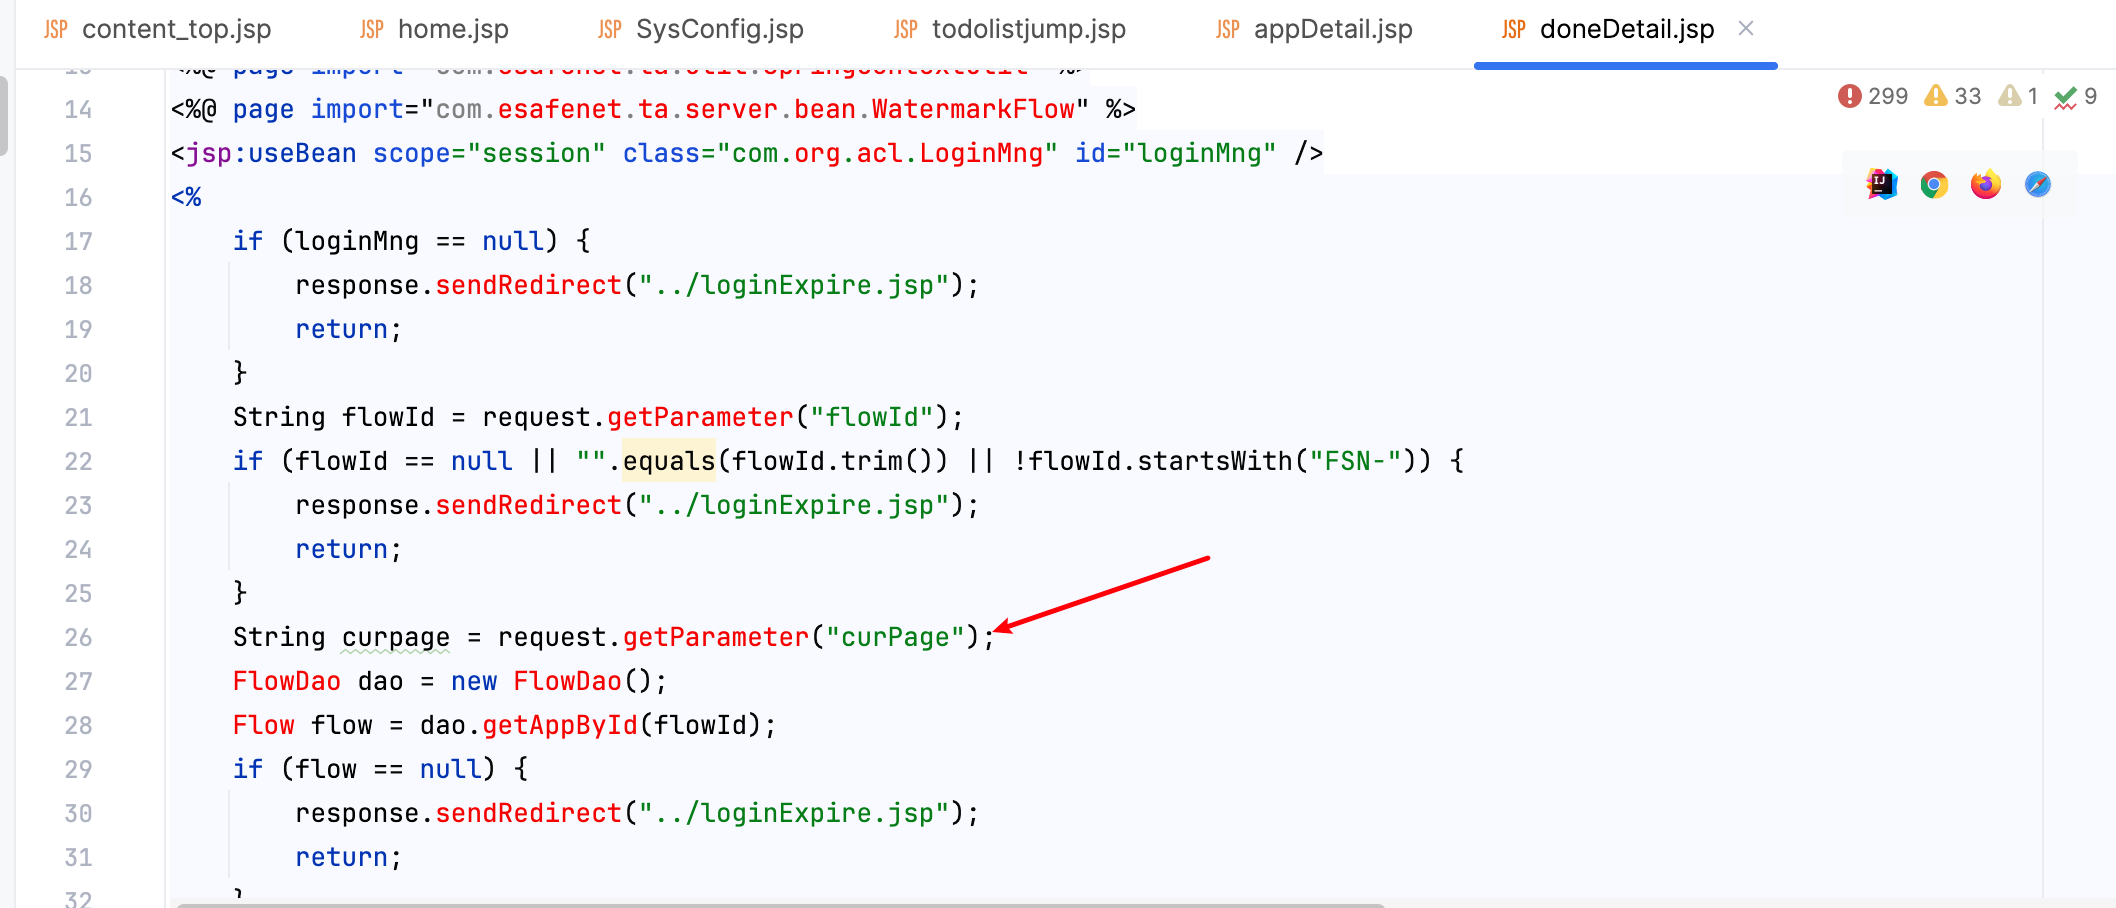 JSP content_top.jsp JSP home.jsp JSP SysConfig.jsp JSP todolistjump.jsp JSP appDetail.jsp JSP doneDetail.jsp
299 33 1 9
14 <%@ page import="com.esafenet.ta.server.bean.WatermarkFlow" %>
15 <jsp:useBean scope="session" class="com.org.acl.LoginMng" id="loginMng" />
16 <%
17 if (loginMng == null) {
18 response.sendRedirect("../loginExpire.jsp");
19 return;
20 }
21 String flowId = request.getParameter("flowId");
22 if (flowId == null || "".equals(flowId.trim()) || !flowId.startsWith("FSN-")) {
23 response.sendRedirect("../loginExpire.jsp");
24 return;
25 }
26 String curpage = request.getParameter("curPage");
27 FlowDao dao = new FlowDao();
28 Flow flow = dao.getAppById(flowId);
29 if (flow == null) {
30 response.sendRedirect("../loginExpire.jsp");
31 return;
32 }